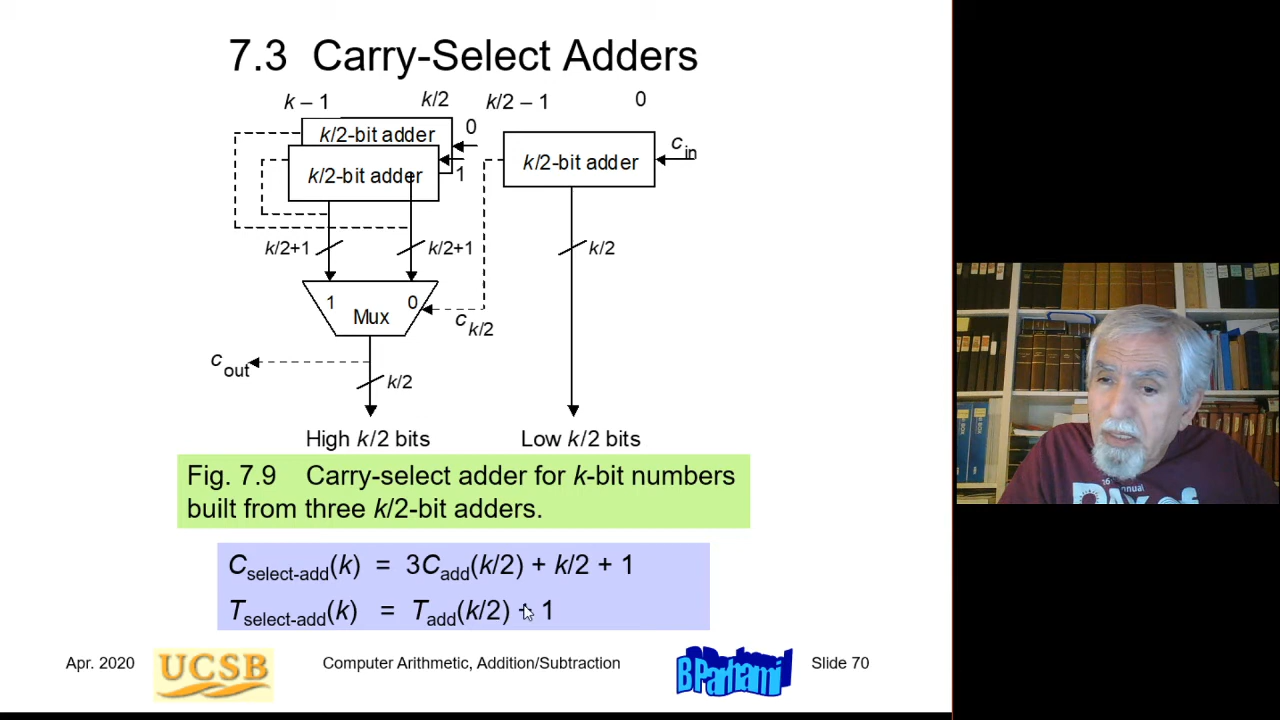 7.3 Carry-Select Adders
k – 1
k/2
k/2 – 1
0
k/2-bit adder
0
k/2-bit adder
1
k/2-bit adder
c in
k/2+1
k/2+1
k/2
1
0
Mux
c k/2
c out
k/2
High k/2 bits
Low k/2 bits
Fig. 7.9 Carry-select adder for k-bit numbers
built from three k/2-bit adders.
C select-add(k) = 3C add(k/2) + k/2 + 1
T select-add(k) = T add(k/2) + 1
Apr. 2020
UCSB
Computer Arithmetic, Addition/Subtraction
B Parhami
Slide 70